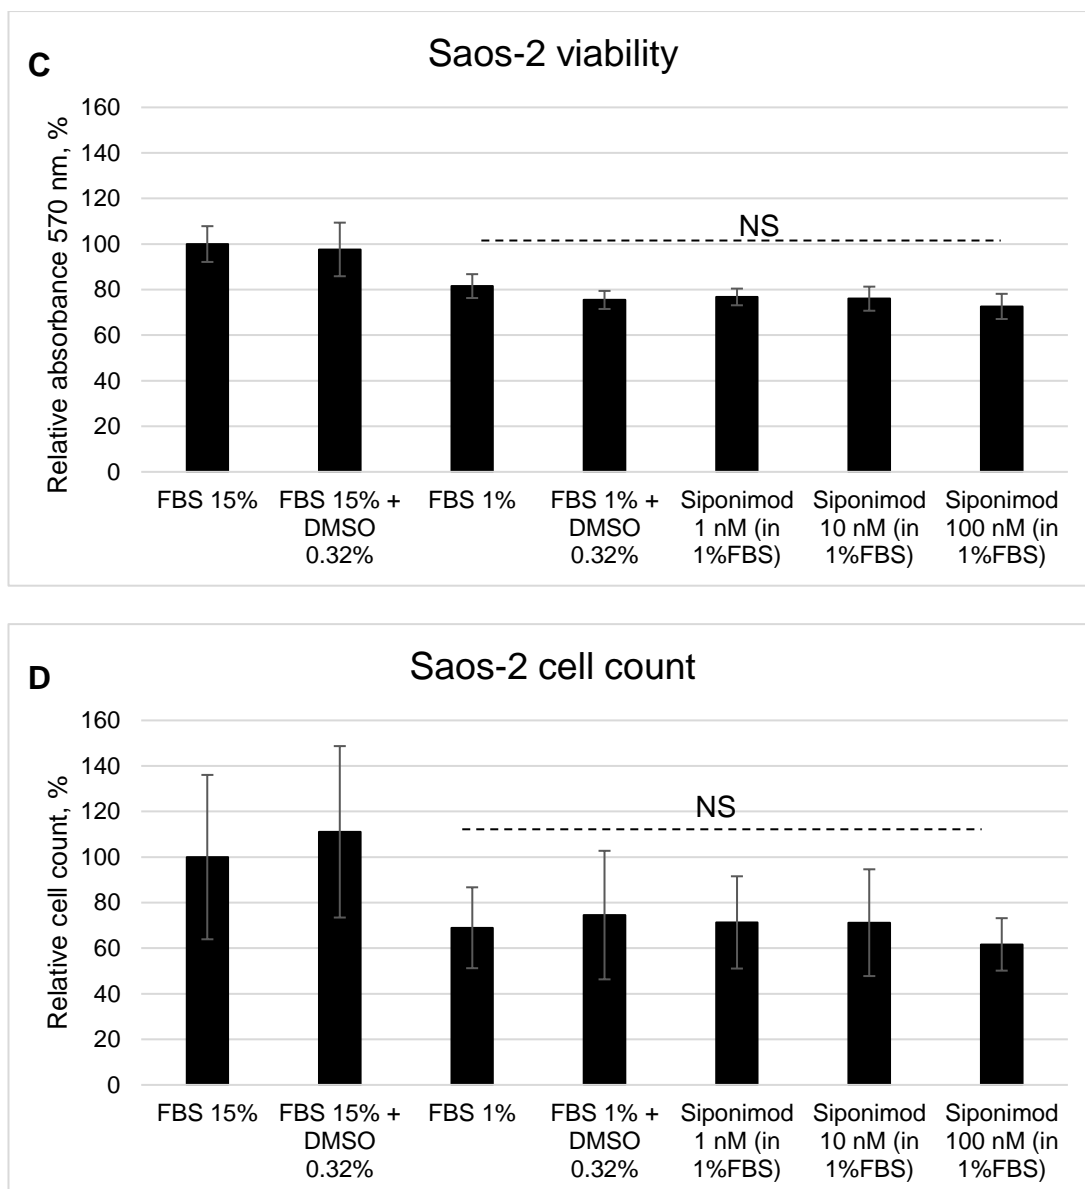 C
Saos-2 viability
Relative absorbance 570 nm, %
160
140
120
100
80
60
40
20
0
NS
FBS 15%
FBS 15% +
DMSO
0.32%
FBS 1%
FBS 1% +
DMSO
0.32%
Siponimod
1 nM (in
1%FBS)
Siponimod
10 nM (in
1%FBS)
Siponimod
100 nM (in
1%FBS)
D
Saos-2 cell count
Relative cell count, %
160
140
120
100
80
60
40
20
0
NS
FBS 15%
FBS 15% +
DMSO
0.32%
FBS 1%
FBS 1% +
DMSO
0.32%
Siponimod
1 nM (in
1%FBS)
Siponimod
10 nM (in
1%FBS)
Siponimod
100 nM (in
1%FBS)